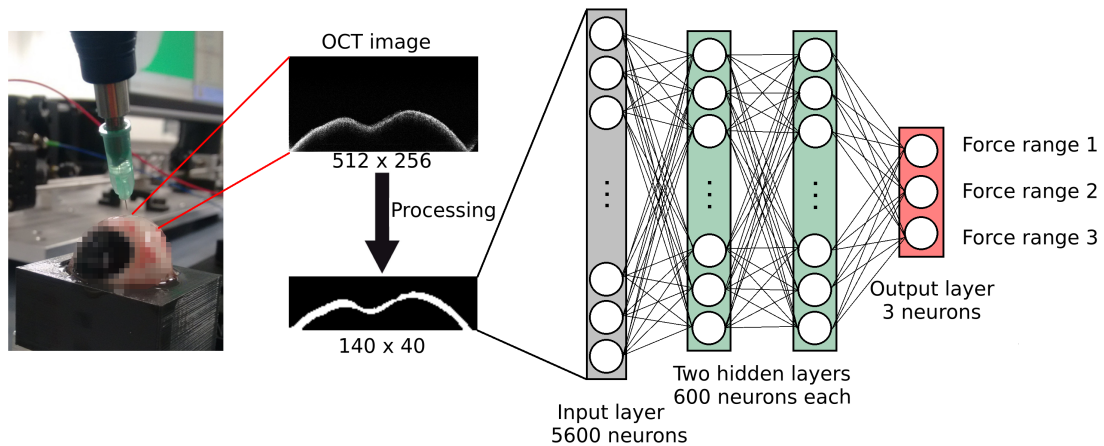 OCT image
512 x 256
Processing
140 x 40
Input layer
5600 neurons
Two hidden layers
600 neurons each
Output layer
3 neurons
Force range 1
Force range 2
Force range 3